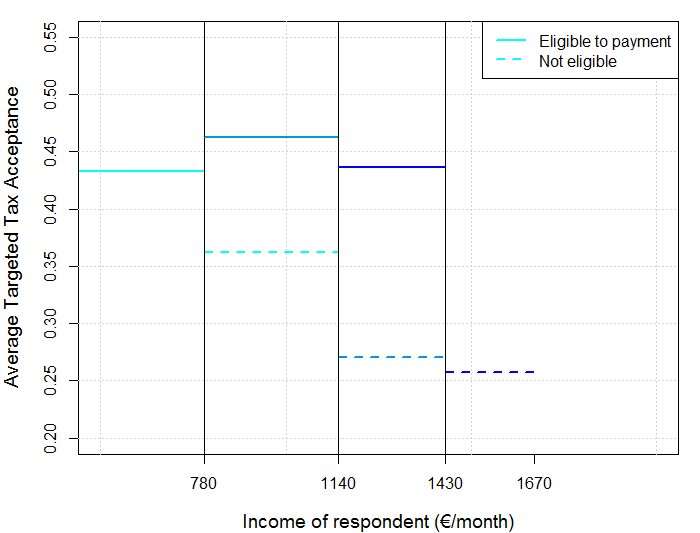 Eligible to payment
Not eligible
Average Targeted Tax Acceptance
0.55
0.50
0.45
0.40
0.35
0.30
0.25
0.20
780 1140 1430 1670
Income of respondent (€/month)